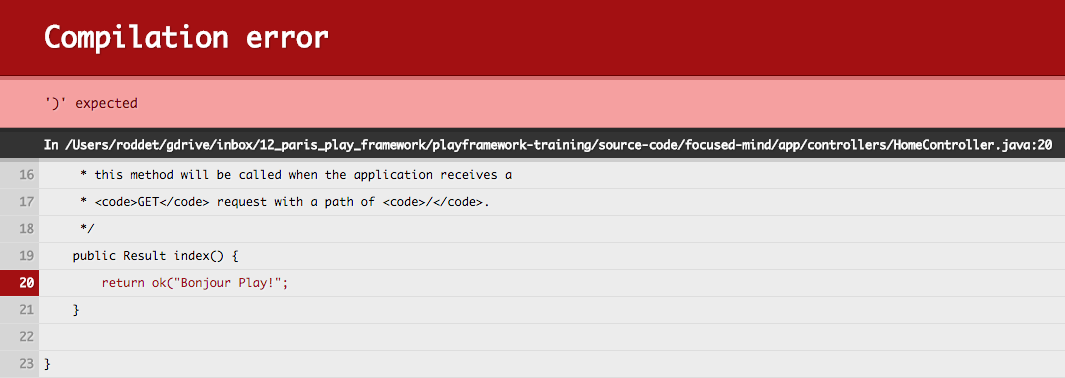 Compilation error
')' expected
In /Users/roddet/gdrive/inbox/12_paris_play_framework/playframework-training/source-code/focused-mind/app/controllers/HomeController.java:20
16 * this method will be called when the application receives a
17 * <code>GET</code> request with a path of <code>/</code>.
18 */
19 public Result index() {
20 return ok("Bonjour Play!";
21 }
22
23 }